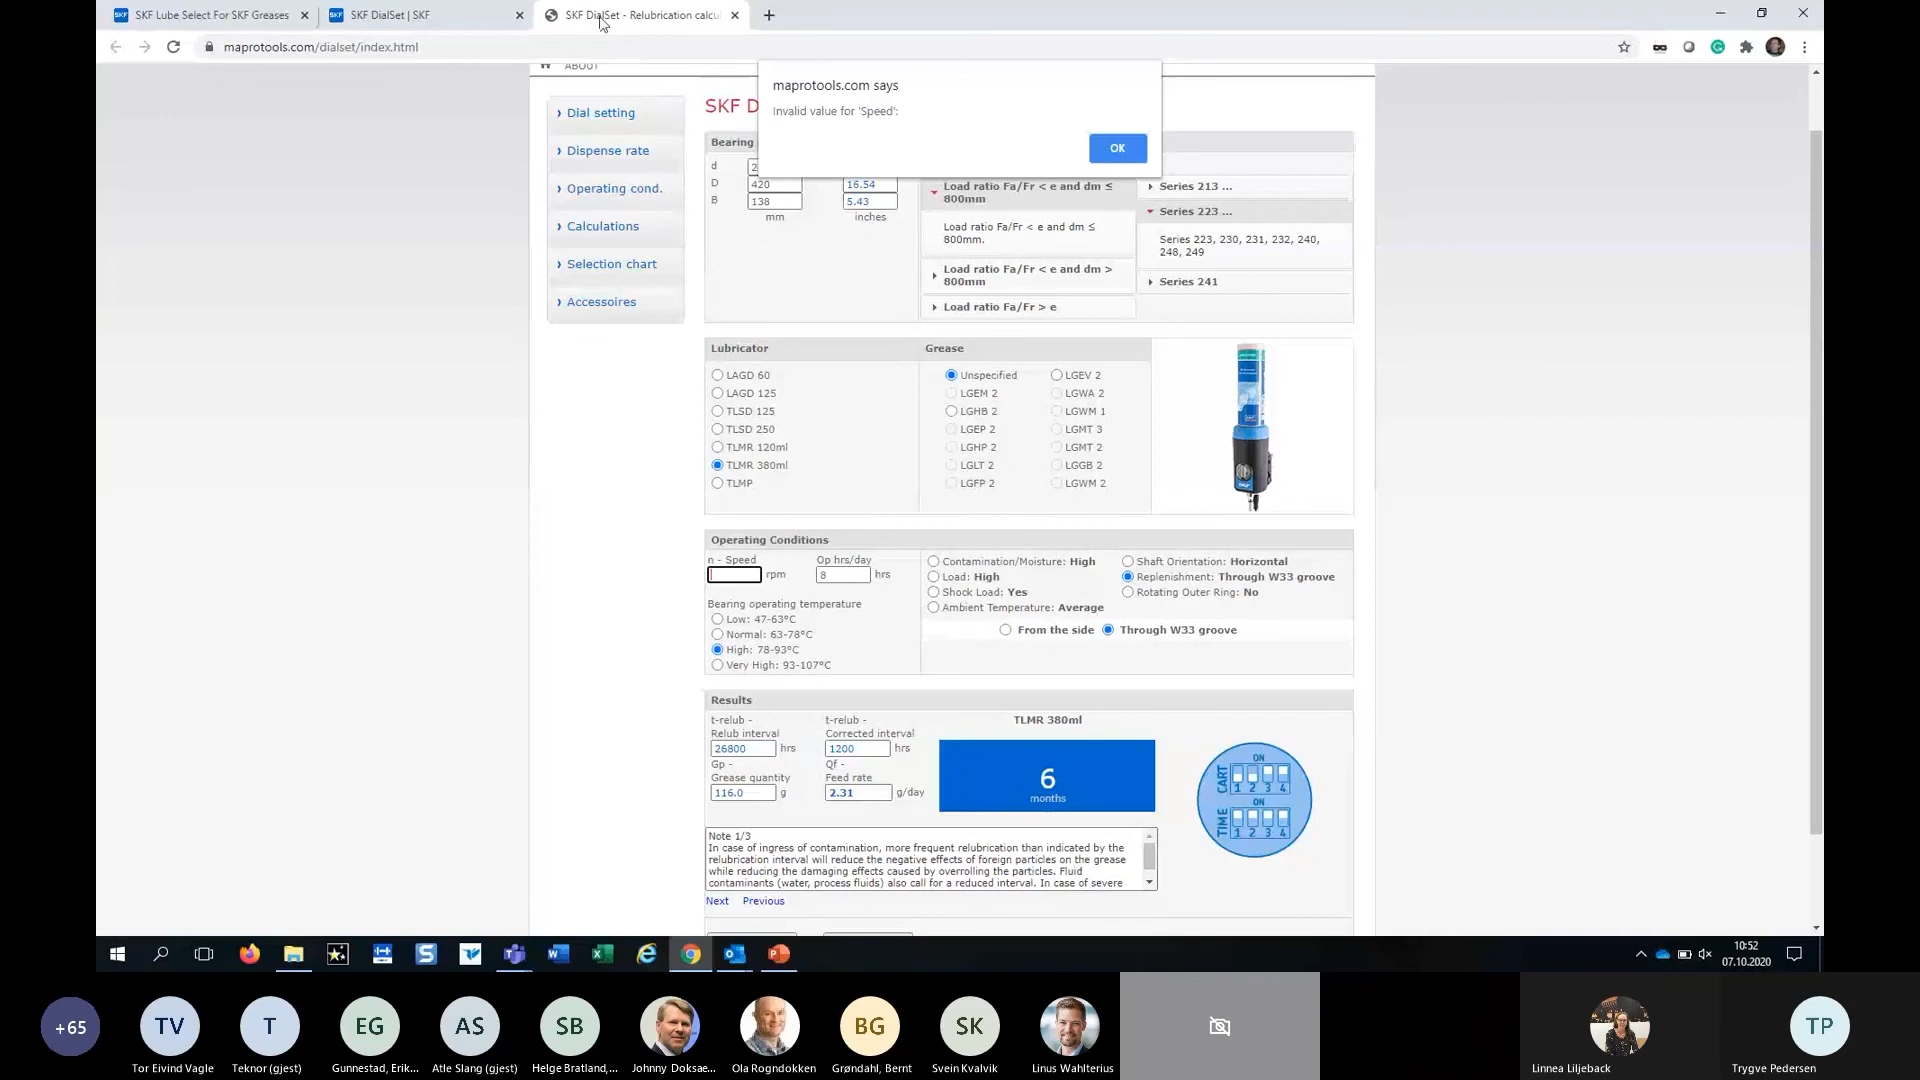 SKF Lube Select For SKF Greases
SKF DialSet | SKF
SKF DialSet - Relubrication calcu
maprotools.com/dialset/index.html
ABOUT
maprotools.com says
Invalid value for 'Speed':
OK
Dial setting
Dispense rate
Operating cond.
Calculations
Selection chart
Accessoires
SKF D
Bearing
d 2
D 420 16.54
B 138 5.43
mm inches
Load ratio Fa/Fr < e and dm ≤
800mm
Load ratio Fa/Fr < e and dm ≤
800mm.
Load ratio Fa/Fr < e and dm >
800mm
Load ratio Fa/Fr > e
Series 213 ...
Series 223 ...
Series 223, 230, 231, 232, 240,
248, 249
Series 241
Lubricator
LAGD 60
LAGD 125
TLSD 125
TLSD 250
TLMR 120ml
TLMR 380ml
TLMP
Grease
Unspecified LGEV 2
LGEM 2 LGWA 2
LGHB 2 LGWM 1
LGEP 2 LGMT 3
LGHP 2 LGMT 2
LGLT 2 LGGB 2
LGFP 2 LGWM 2
Operating Conditions
n - Speed Op hrs/day
rpm 8 hrs
Bearing operating temperature
Low: 47-63°C
Normal: 63-78°C
High: 78-93°C
Very High: 93-107°C
Contamination/Moisture: High
Load: High
Shock Load: Yes
Ambient Temperature: Average
Shaft Orientation: Horizontal
Replenishment: Through W33 groove
Rotating Outer Ring: No
From the side Through W33 groove
Results
t-relub -
Relub interval
26800 hrs
t-relub -
Corrected interval
1200 hrs
Gp -
Grease quantity
116.0 g
Qf -
Feed rate
2.31 g/day
TLMR 380ml
6
months
ON
CART
1 2 3 4
ON
TIME
1 2 3 4
Note 1/3
In case of ingress of contamination, more frequent relubrication than indicated by the
relubrication interval will reduce the negative effects of foreign particles on the grease
while reducing the damaging effects caused by overrolling the particles. Fluid
contaminants (water, process fluids) also call for a reduced interval. In case of severe
Next Previous
10:52
07.10.2020
+65
TV
T
EG
AS
SB
BG
SK
TP
Tor Eivind Vagle
Teknor (gjest)
Gunnestad, Erik...
Atle Slang (gjest)
Helge Bratland,...
Johnny Doksæ...
Ola Rogndokken
Grøndahl, Bernt
Svein Kvalvik
Linus Wahlterius
Linnea Liljeback
Trygve Pedersen